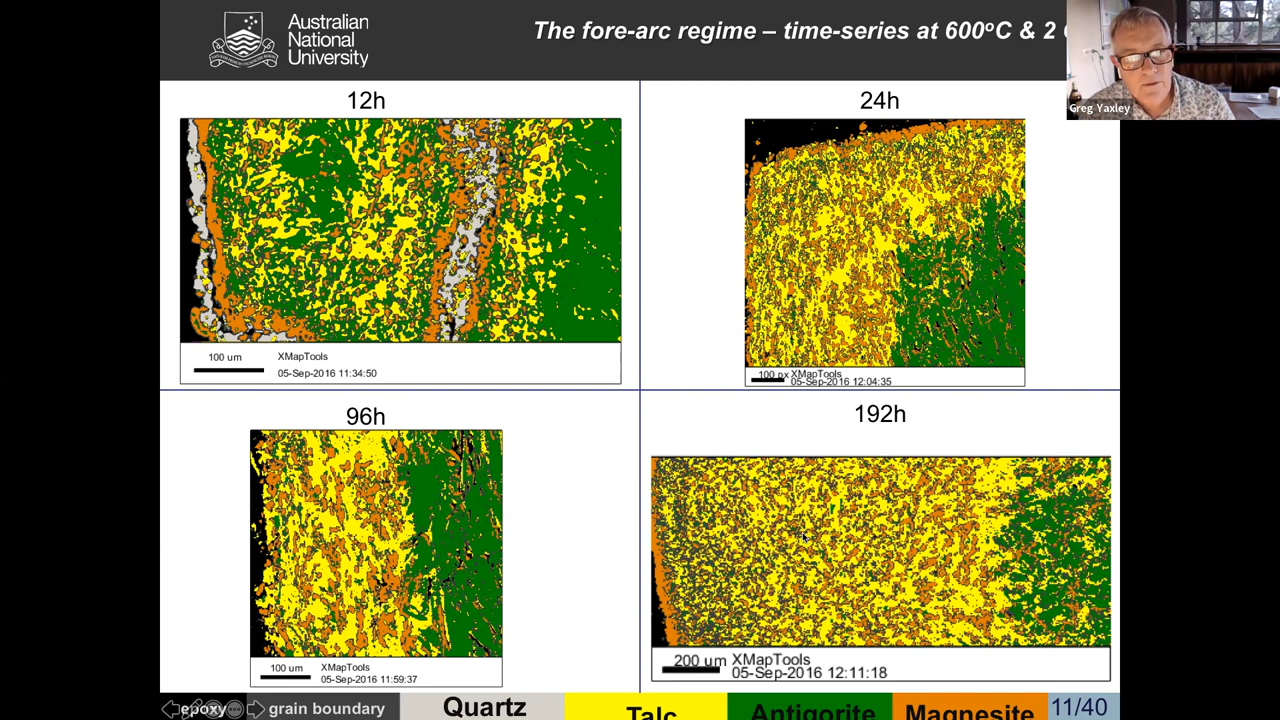 Australian
National
University
The fore-arc regime – time-series at 600ºC & 2
Greg Yaxley
12h
24h
100 um
XMapTools
05-Sep-2016 11:34:50
100 px
XMapTools
05-Sep-2016 12:04:35
96h
192h
100 um
XMapTools
05-Sep-2016 11:59:37
200 um
XMapTools
05-Sep-2016 12:11:18
epoxy
grain boundary
Quartz
Talc
Antigorite
Magnesite
11/40